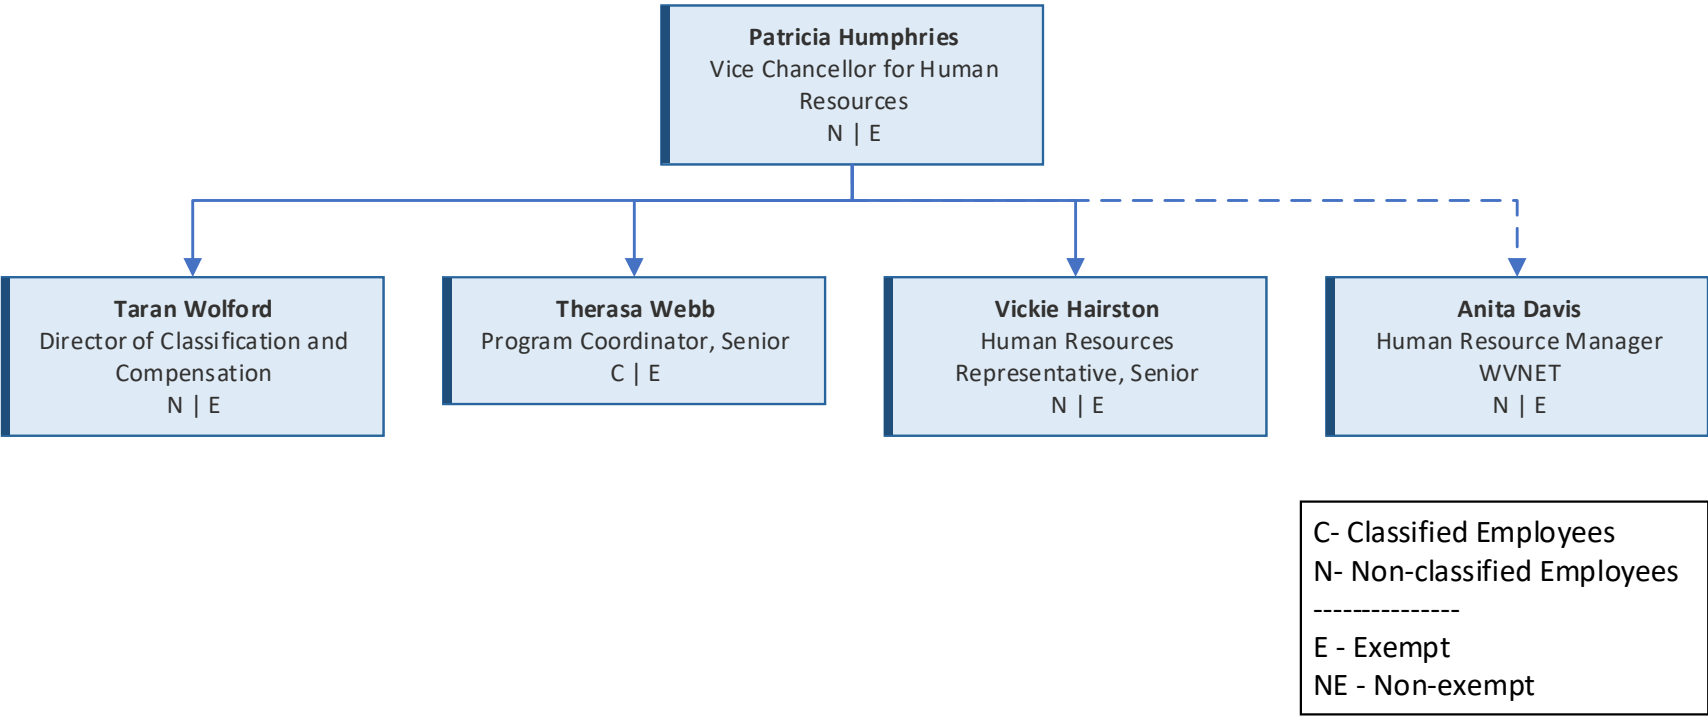 Patricia Humphries
Vice Chancellor for Human
Resources
N | E
Taran Wolford
Director of Classification and
Compensation
N | E
Therasa Webb
Program Coordinator, Senior
C | E
Vickie Hairston
Human Resources
Representative, Senior
N | E
Anita Davis
Human Resource Manager
WVNET
N | E
C- Classified Employees
N- Non-classified Employees
---------------
E - Exempt
NE - Non-exempt